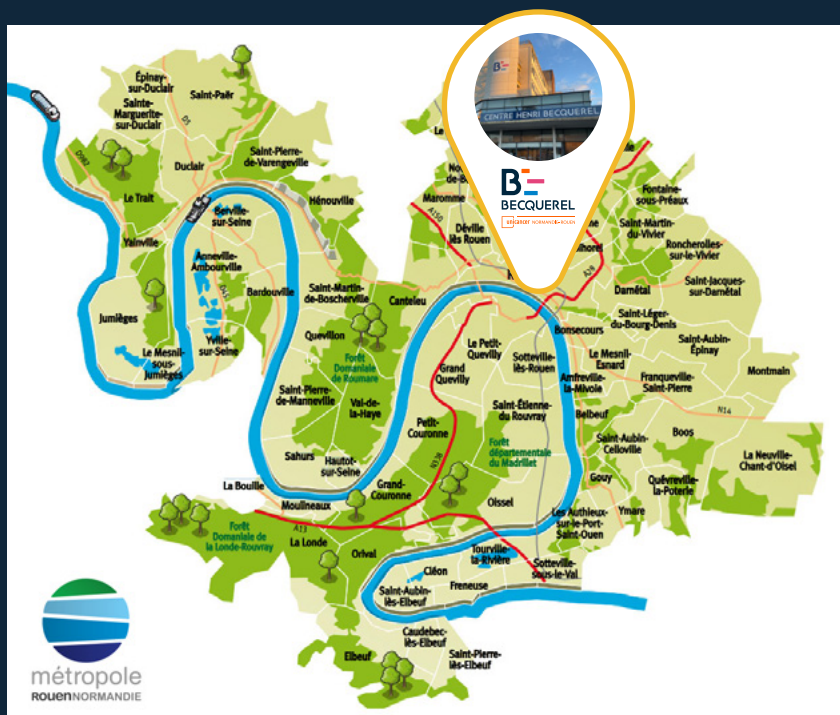 BE
CENTRE HENRI BECQUEREL
BECQUEREL
unicancer NORMANDIE-ROUEN
Épinay-
sur-Duclair
Saint-Paër
Sainte-
Marguerite-
sur-Duclair
D5
D982
Duclair
Saint-Pierre-
de-Varengeville
Le Trait
Hénouville
Yainville
Berville-
sur-Seine
Anneville-
Ambourville
Bardouville
Jumièges
Le Mesnil-
sous-
Jumièges
Yville-
sur-Seine
Saint-Martin-
de-Boscherville
Canteleu
Quevillon
Forêt
Domaniale
de Roumare
Saint-Pierre-
de-Manneville
Val-de-
la-Haye
Sahurs
Hautot-
sur-Seine
La Bouille
Moulineaux
Le
Maromme
A150
Déville
lès Rouen
Fontaine-
sous-Préaux
Saint-Martin
du-Vivier
Roncherolles-
sur-le-Vivier
A28
Darnétal
Saint-Jacques
sur-Darnétal
Saint-Léger-
du-Bourg-Denis
Bonsecours
Saint-Aubin-
Épinay
Le Mesnil-
Esnard
Montmain
Franqueville-
Saint-Pierre
Amfreville-
la-Mivoie
Belbeuf
N14
Le Petit-
Quevilly
Sotteville-
lès-Rouen
Grand
Quevilly
Saint-Étienne-
du Rouvray
Petit-
Couronne
Forêt
départementale
du Madrillet
N138
Grand-
Couronne
Oissel
Saint-Aubin-
Celloville
Boos
La Neuville-
Chant-d'Oisel
Gouy
Quévreville-
la-Poterie
Ymare
Les Authieux-
sur-le-Port-
Saint-Ouen
A13
Forêt
Domaniale de
la Londe-Rouvray
La Londe
Orival
Tourville-
la-Rivière
Sotteville-
sous-le-Val
Cléon
Freneuse
Saint-Aubin-
lès-Elbeuf
Caudebec-
lès-Elbeuf
Elbeuf
Saint-Pierre-
lès-Elbeuf
métropole
ROUENNORMANDIE